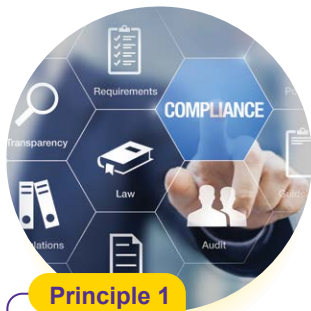 Requirements
COMPLIANCE
Transparency
Law
Audit
Principle 1